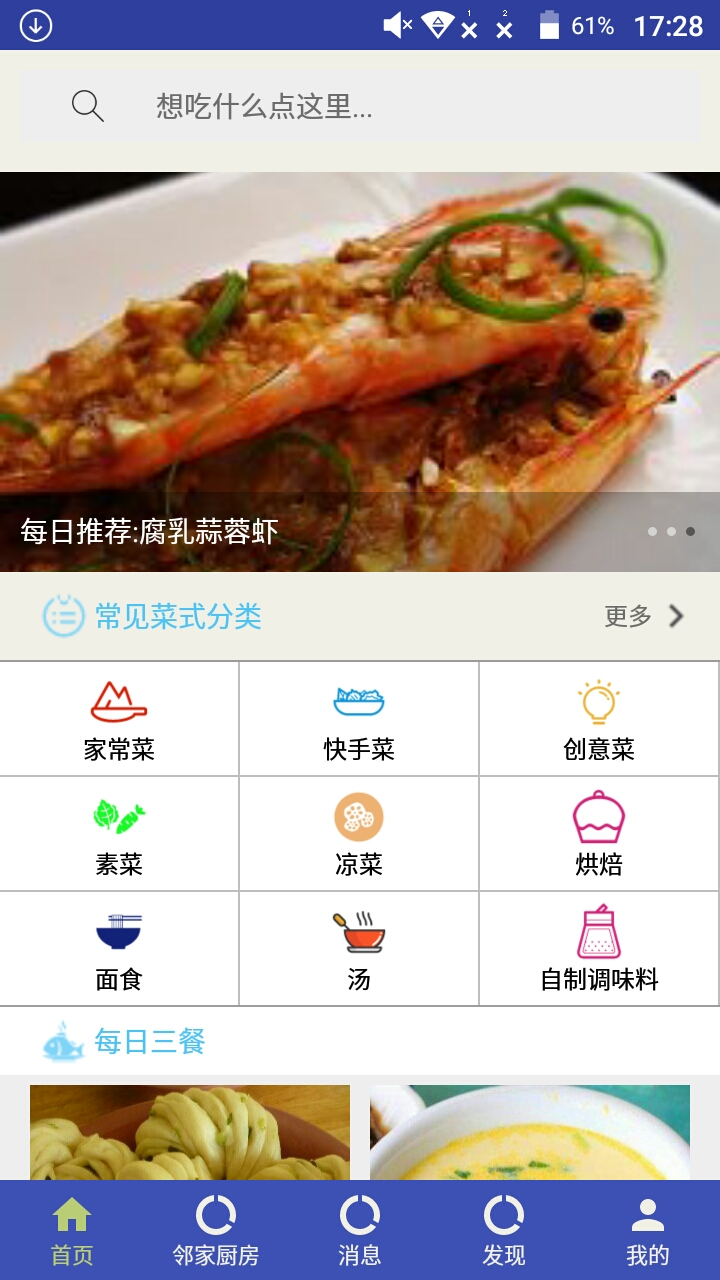 1 2 61% 17:28
想吃什么点这里...
每日推荐:腐乳蒜蓉虾
常见菜式分类 更多
家常菜 快手菜 创意菜
素菜 凉菜 烘焙
面食 汤 自制调味料
每日三餐
首页 邻家厨房 消息 发现 我的